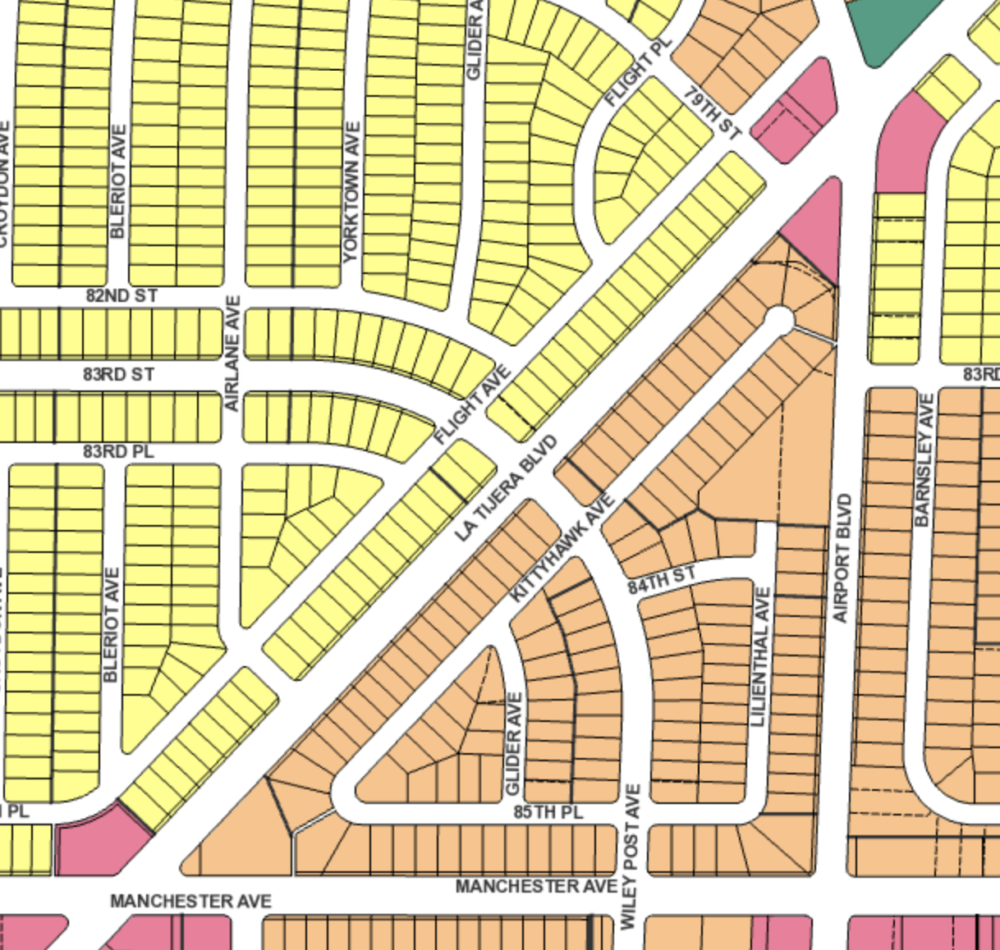 GLIDER A
FLIGHT PL
79TH ST
CROYDON AVE
BLERIOT AVE
YORKTOWN AVE
82ND ST
AIRLANE AVE
83RD ST
83RD
FLIGHT AVE
83RD PL
LA TIJERA BLVD
BARNSLEY AVE
KITTYHAWK AVE
AIRPORT BLVD
84TH ST
BLERIOT AVE
LILIENTHAL AVE
GLIDER AVE
PL
85TH PL
WILEY POST AVE
MANCHESTER AVE
MANCHESTER AVE